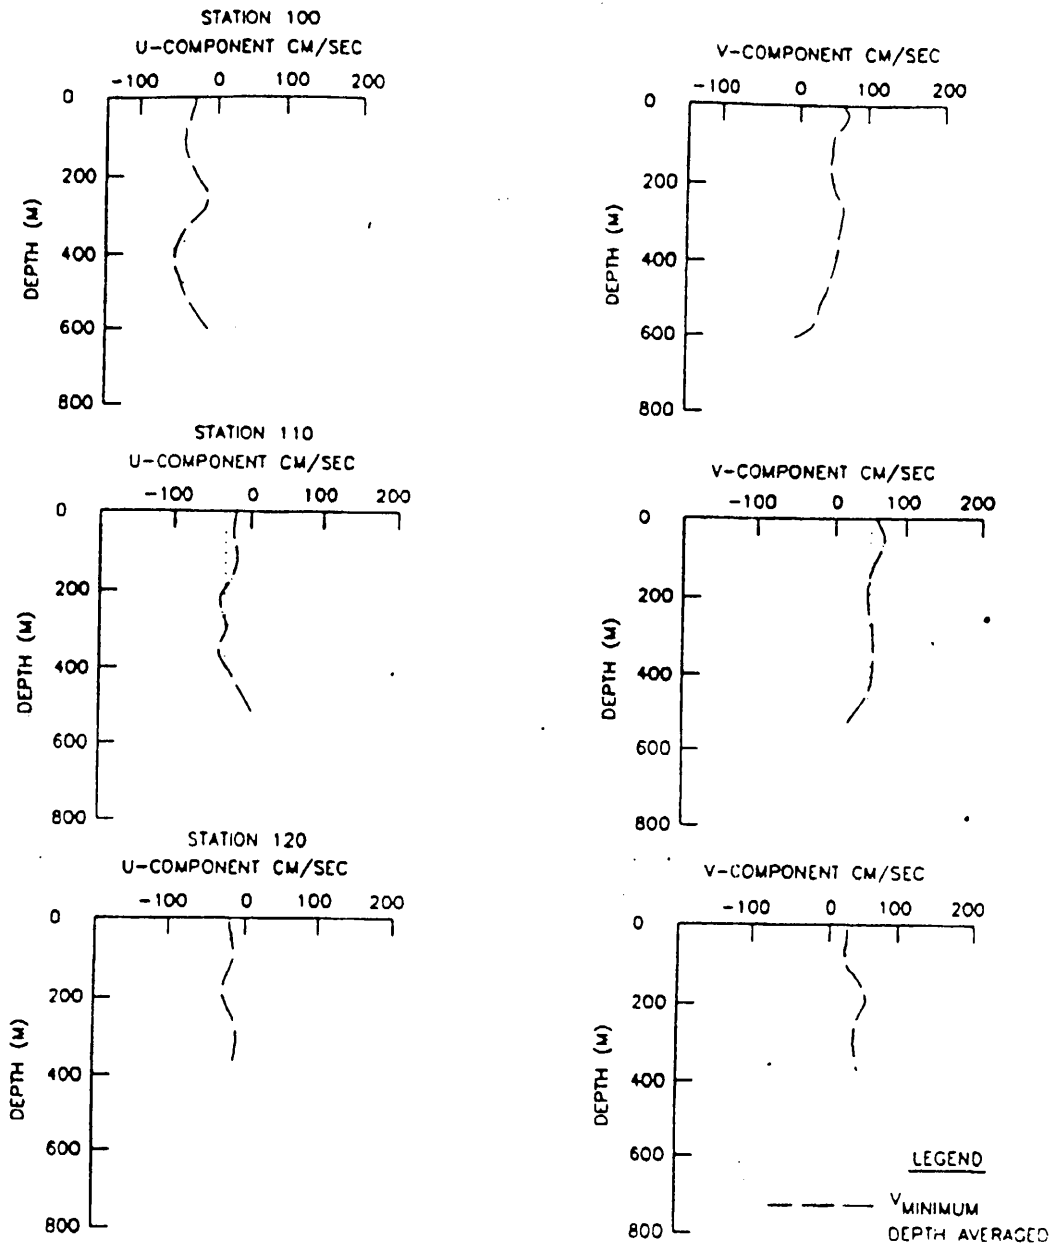 STATION 100
U-COMPONENT CM/SEC
-100 0 100 200
0
200
400
600
800
DEPTH (M)
V-COMPONENT CM/SEC
-100 0 100 200
0
200
400
600
800
DEPTH (M)
STATION 110
U-COMPONENT CM/SEC
-100 0 100 200
0
200
400
600
800
DEPTH (M)
V-COMPONENT CM/SEC
-100 0 100 200
0
200
400
600
800
DEPTH (M)
STATION 120
U-COMPONENT CM/SEC
-100 0 100 200
0
200
400
600
800
DEPTH (M)
V-COMPONENT CM/SEC
-100 0 100 200
0
200
400
600
800
DEPTH (M)
LEGEND
V MINIMUM
DEPTH AVERAGED